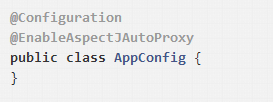 @Configuration
@EnableAspectJAutoProxy
public class AppConfig {
}